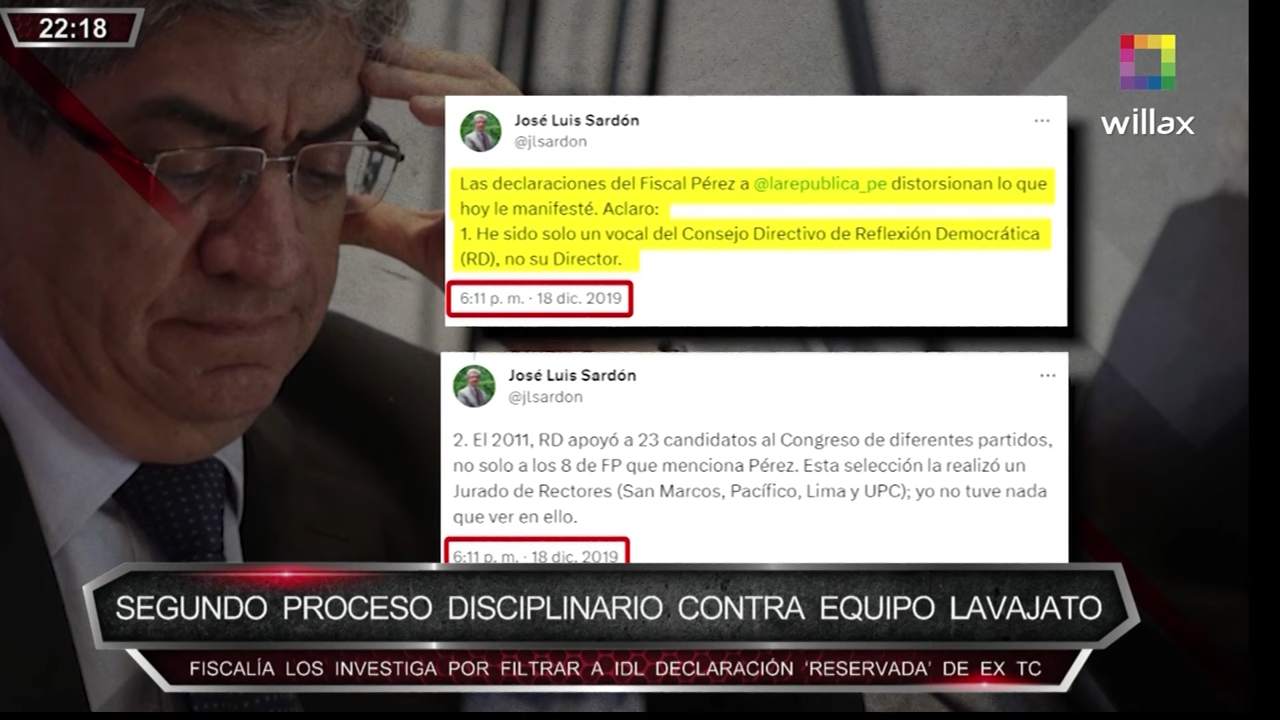 22:18
willax
José Luis Sardón
@jlsardon
Las declaraciones del Fiscal Pérez a @larepublica_pe distorsionan lo que
hoy le manifesté. Aclaro:
1. He sido solo un vocal del Consejo Directivo de Reflexión Democrática
(RD), no su Director.
6:11 p. m. · 18 dic. 2019
José Luis Sardón
@jlsardon
2. El 2011, RD apoyó a 23 candidatos al Congreso de diferentes partidos,
no solo a los 8 de FP que menciona Pérez. Esta selección la realizó un
Jurado de Rectores (San Marcos, Pacífico, Lima y UPC); yo no tuve nada
que ver en ello.
6:11 p. m. · 18 dic. 2019
SEGUNDO PROCESO DISCIPLINARIO CONTRA EQUIPO LAVAJATO
FISCALÍA LOS INVESTIGA POR FILTRAR A IDL DECLARACIÓN 'RESERVADA' DE EX TC